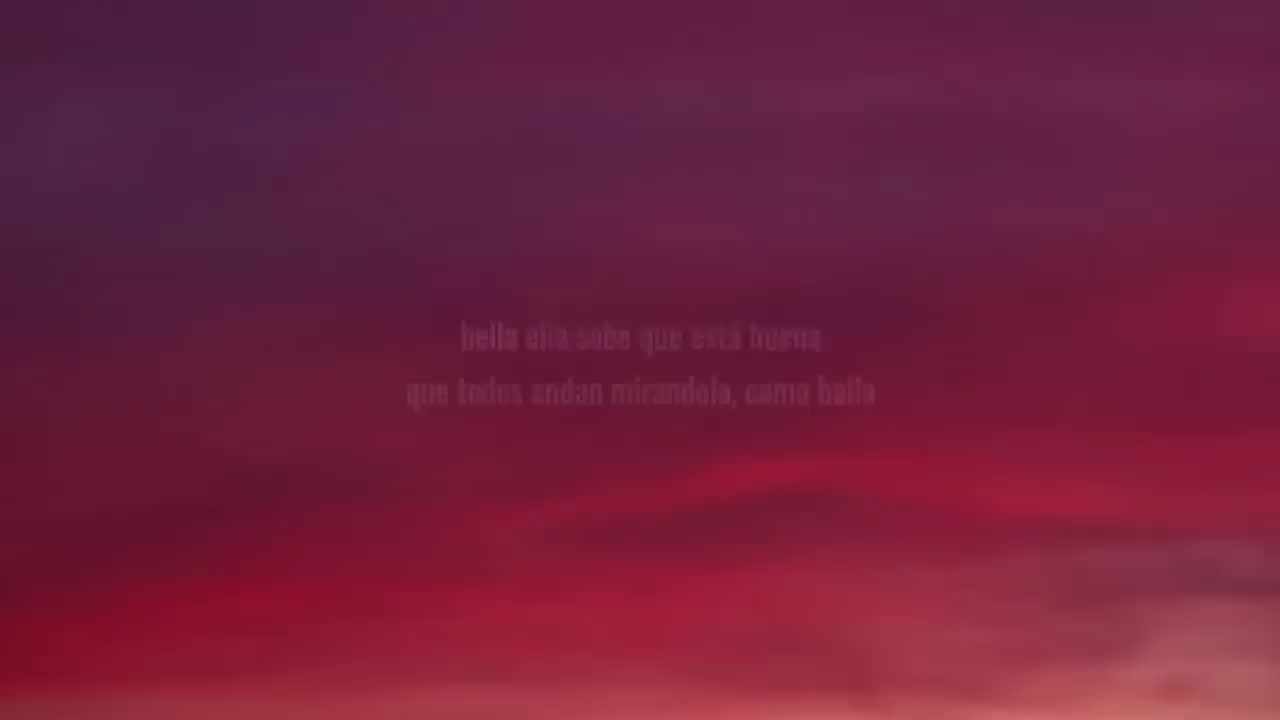 bella ella sabe que está buena
que todos andan mirandola, como baila